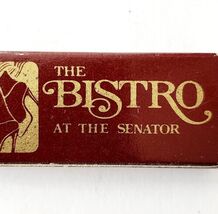 THE
BISTRO
AT THE SENATOR